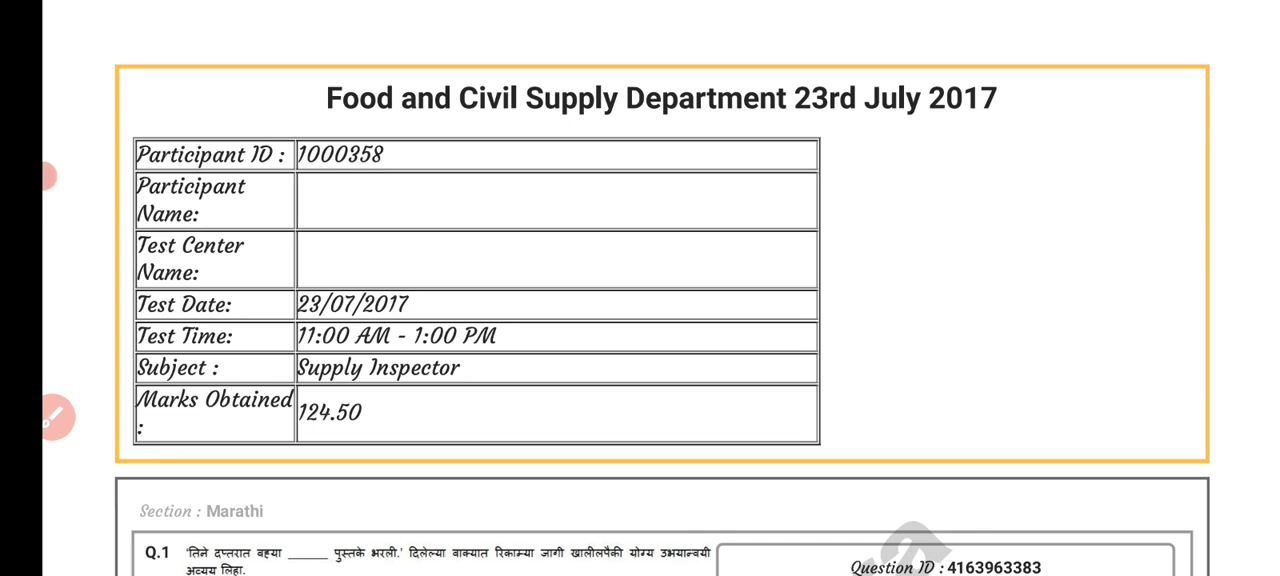 Food and Civil Supply Department 23rd July 2017
Participant ID : 1000358
Participant
Name:
Test Center
Name:
Test Date: 23/07/2017
Test Time: 11:00 AM - 1:00 PM
Subject : Supply Inspector
Marks Obtained
: 124.50
Section : Marathi
Q.1 'तिने दप्तरात वह्या ______ पुस्तके भरली.' दिलेल्या वाक्यात रिकाम्या जागी खालीलपैकी योग्य उभयान्वयी
अव्यय लिहा.
Question ID : 4163963383